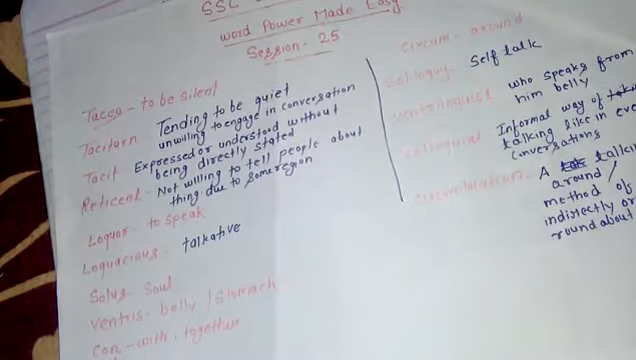 SSC
Word Power Made Easy
Session - 25
Taceo - to be silent
Taciturn Tending to be quiet
unwilling to engage in conversation
Tacit Expressed or understood without
being directly stated
Reticent - Not willing to tell people about
thing due to some region
Loquor - to speak
Loquacious - talkative
Solus - Soul
Ventris - belly / Stomach
Con - with, together
Circum - around
Soliloquy - Self talk
Ventriloquist who speaks from
him belly
Colloquial Informal way of
talking like in
conversations
Circumlocution - A
around /
method of
indirectly or
round about